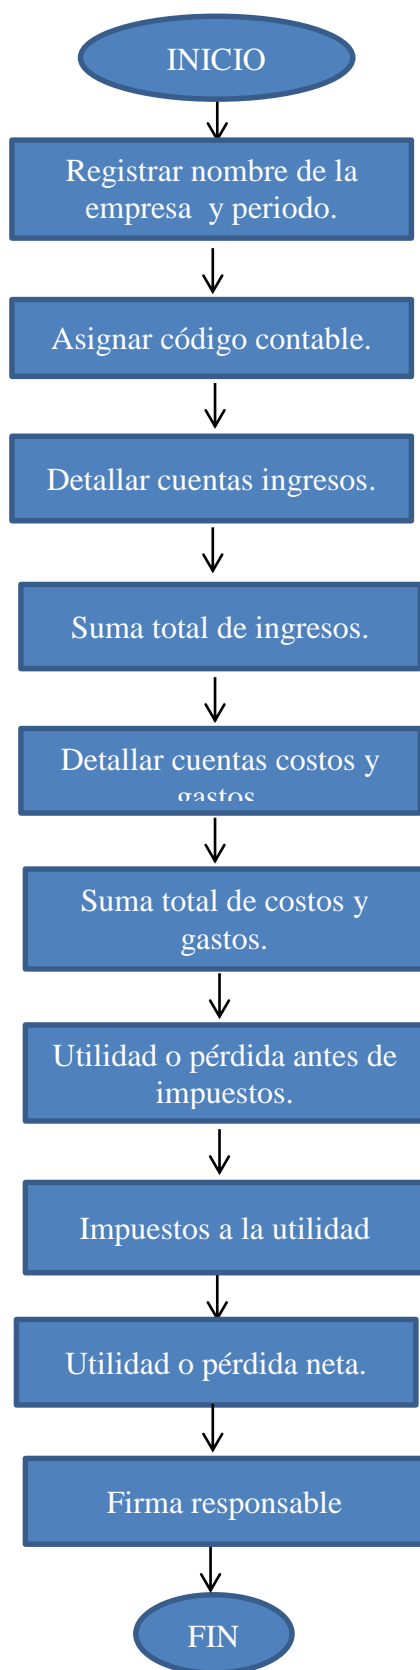 INICIO
Registrar nombre de la
empresa y periodo.
Asignar código contable.
Detallar cuentas ingresos.
Suma total de ingresos.
Detallar cuentas costos y
gastos
Suma total de costos y
gastos.
Utilidad o pérdida antes de
impuestos.
Impuestos a la utilidad
Utilidad o pérdida neta.
Firma responsable
FIN